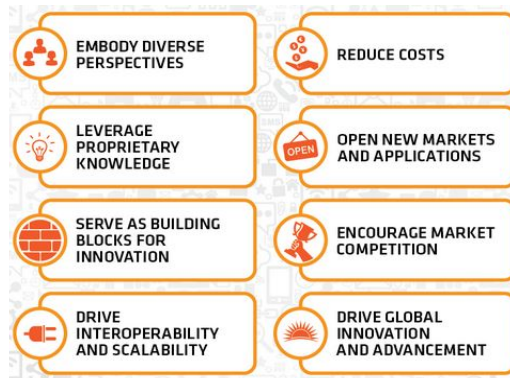 EMBODY DIVERSE
PERSPECTIVES
REDUCE COSTS
LEVERAGE
PROPRIETARY
KNOWLEDGE
OPEN
OPEN NEW MARKETS
AND APPLICATIONS
SERVE AS BUILDING
BLOCKS FOR
INNOVATION
ENCOURAGE MARKET
COMPETITION
DRIVE
INTEROPERABILITY
AND SCALABILITY
DRIVE GLOBAL
INNOVATION
AND ADVANCEMENT